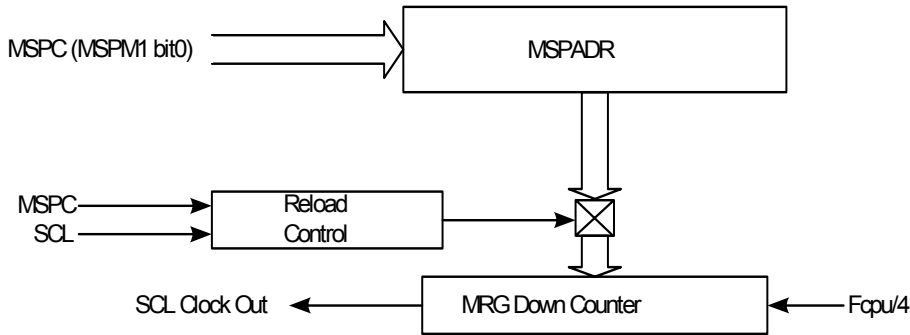 MSPC (MSPM1 bit0)
MSPADR
MSPC
SCL
Reload
Control
SCL Clock Out
MRG Down Counter
Fcpu/4